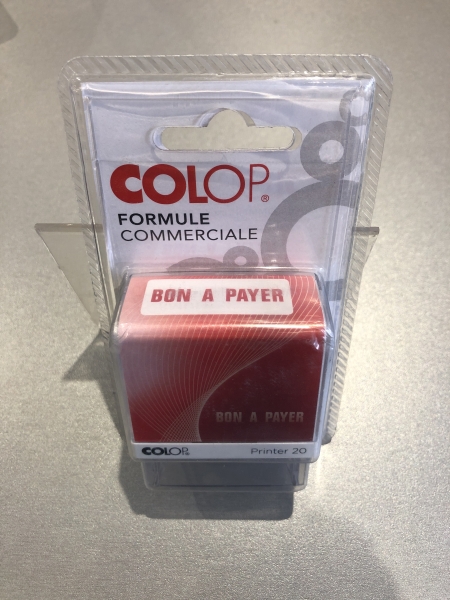 COLOP®
FORMULE
COMMERCIALE
BON A PAYER
BON A PAYER
COLOP® Printer 20